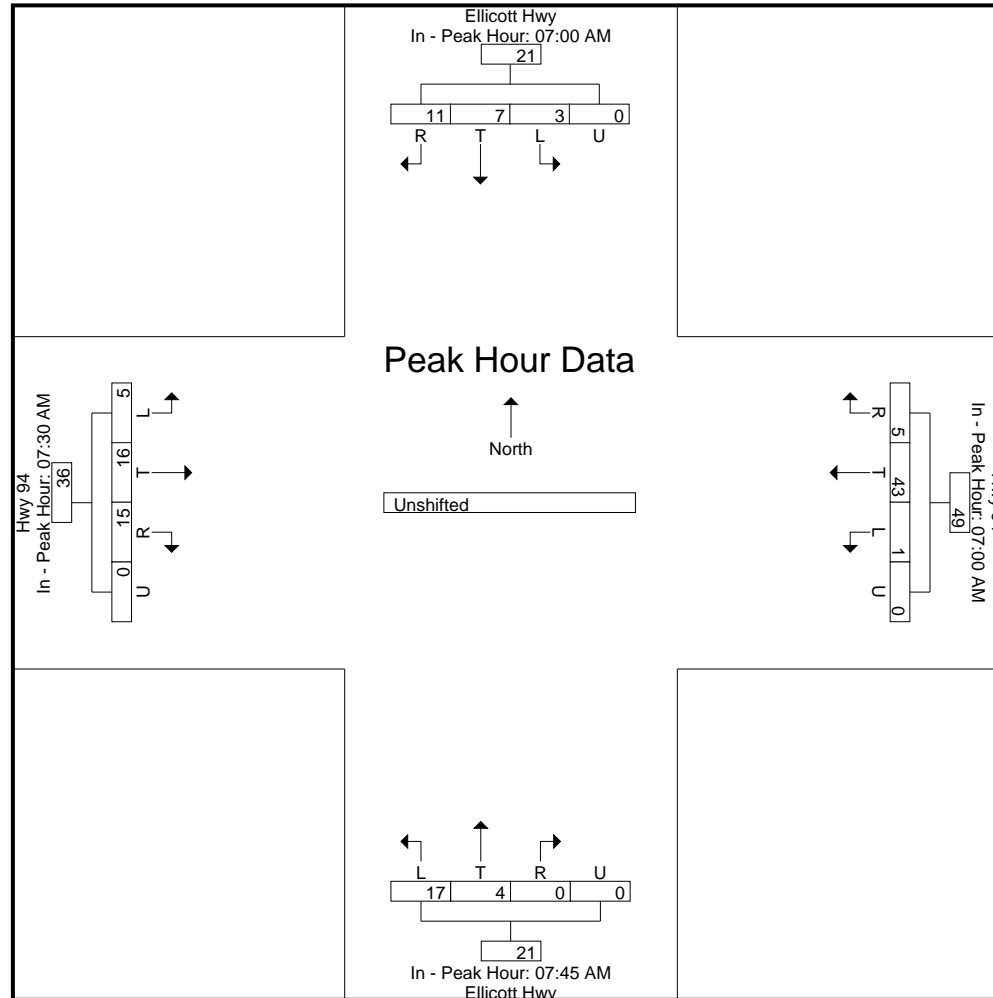 Ellicott Hwy
In - Peak Hour: 07:00 AM
21
11 7 3 0
R T L U
Peak Hour Data
North
Unshifted
Hwy 94
In - Peak Hour: 07:30 AM
36
5 16 15 0
L T R U
In - Peak Hour: 07:00 AM
49
5 43 1 0
R T L U
L T R U
17 4 0 0
21
In - Peak Hour: 07:45 AM
Ellicott Hwy